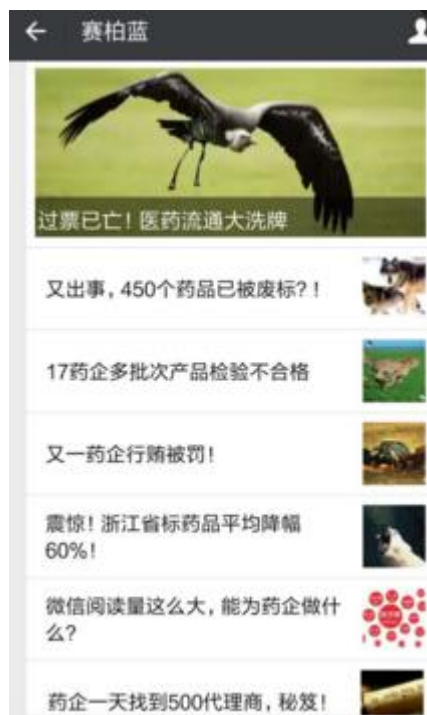 赛柏蓝
过票已亡！医药流通大洗牌
又出事，450个药品已被废标？！
17药企多批次产品检验不合格
又一药企行贿被罚！
震惊！浙江省标药品平均降幅
60%！
微信阅读量这么大，能为药企做什
么？
药企一天找到500代理商，秘笈！